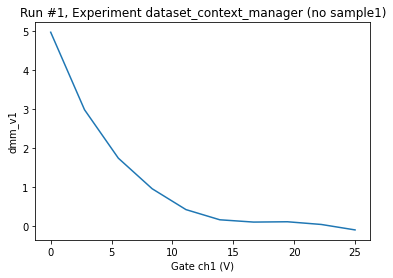 Run #1, Experiment dataset_context_manager (no sample1)
5
4
3
2
1
0
dmm_v1
0 5 10 15 20 25
Gate ch1 (V)